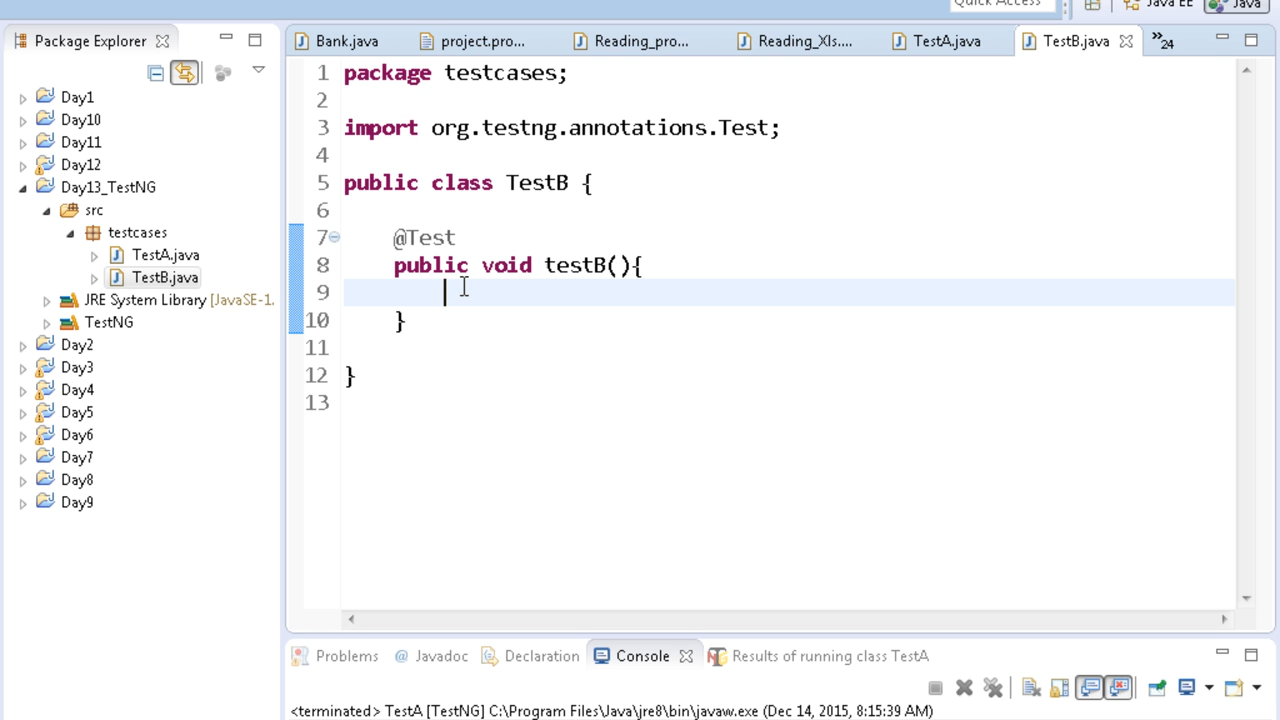 Quick Access
Java EE
Java
Package Explorer
Bank.java
project.pro...
Reading_pro...
Reading_Xls....
TestA.java
TestB.java
24
Day1
Day10
Day11
Day12
Day13_TestNG
src
testcases
TestA.java
TestB.java
JRE System Library [JavaSE-1.
TestNG
Day2
Day3
Day4
Day5
Day6
Day7
Day8
Day9
1 package testcases;
2
3 import org.testng.annotations.Test;
4
5 public class TestB {
6
7 @Test
8 public void testB(){
9
10 }
11
12 }
13
Problems
@ Javadoc
Declaration
Console
Results of running class TestA
<terminated> TestA [TestNG] C:\Program Files\Java\jre8\bin\javaw.exe (Dec 14, 2015, 8:15:39 AM)